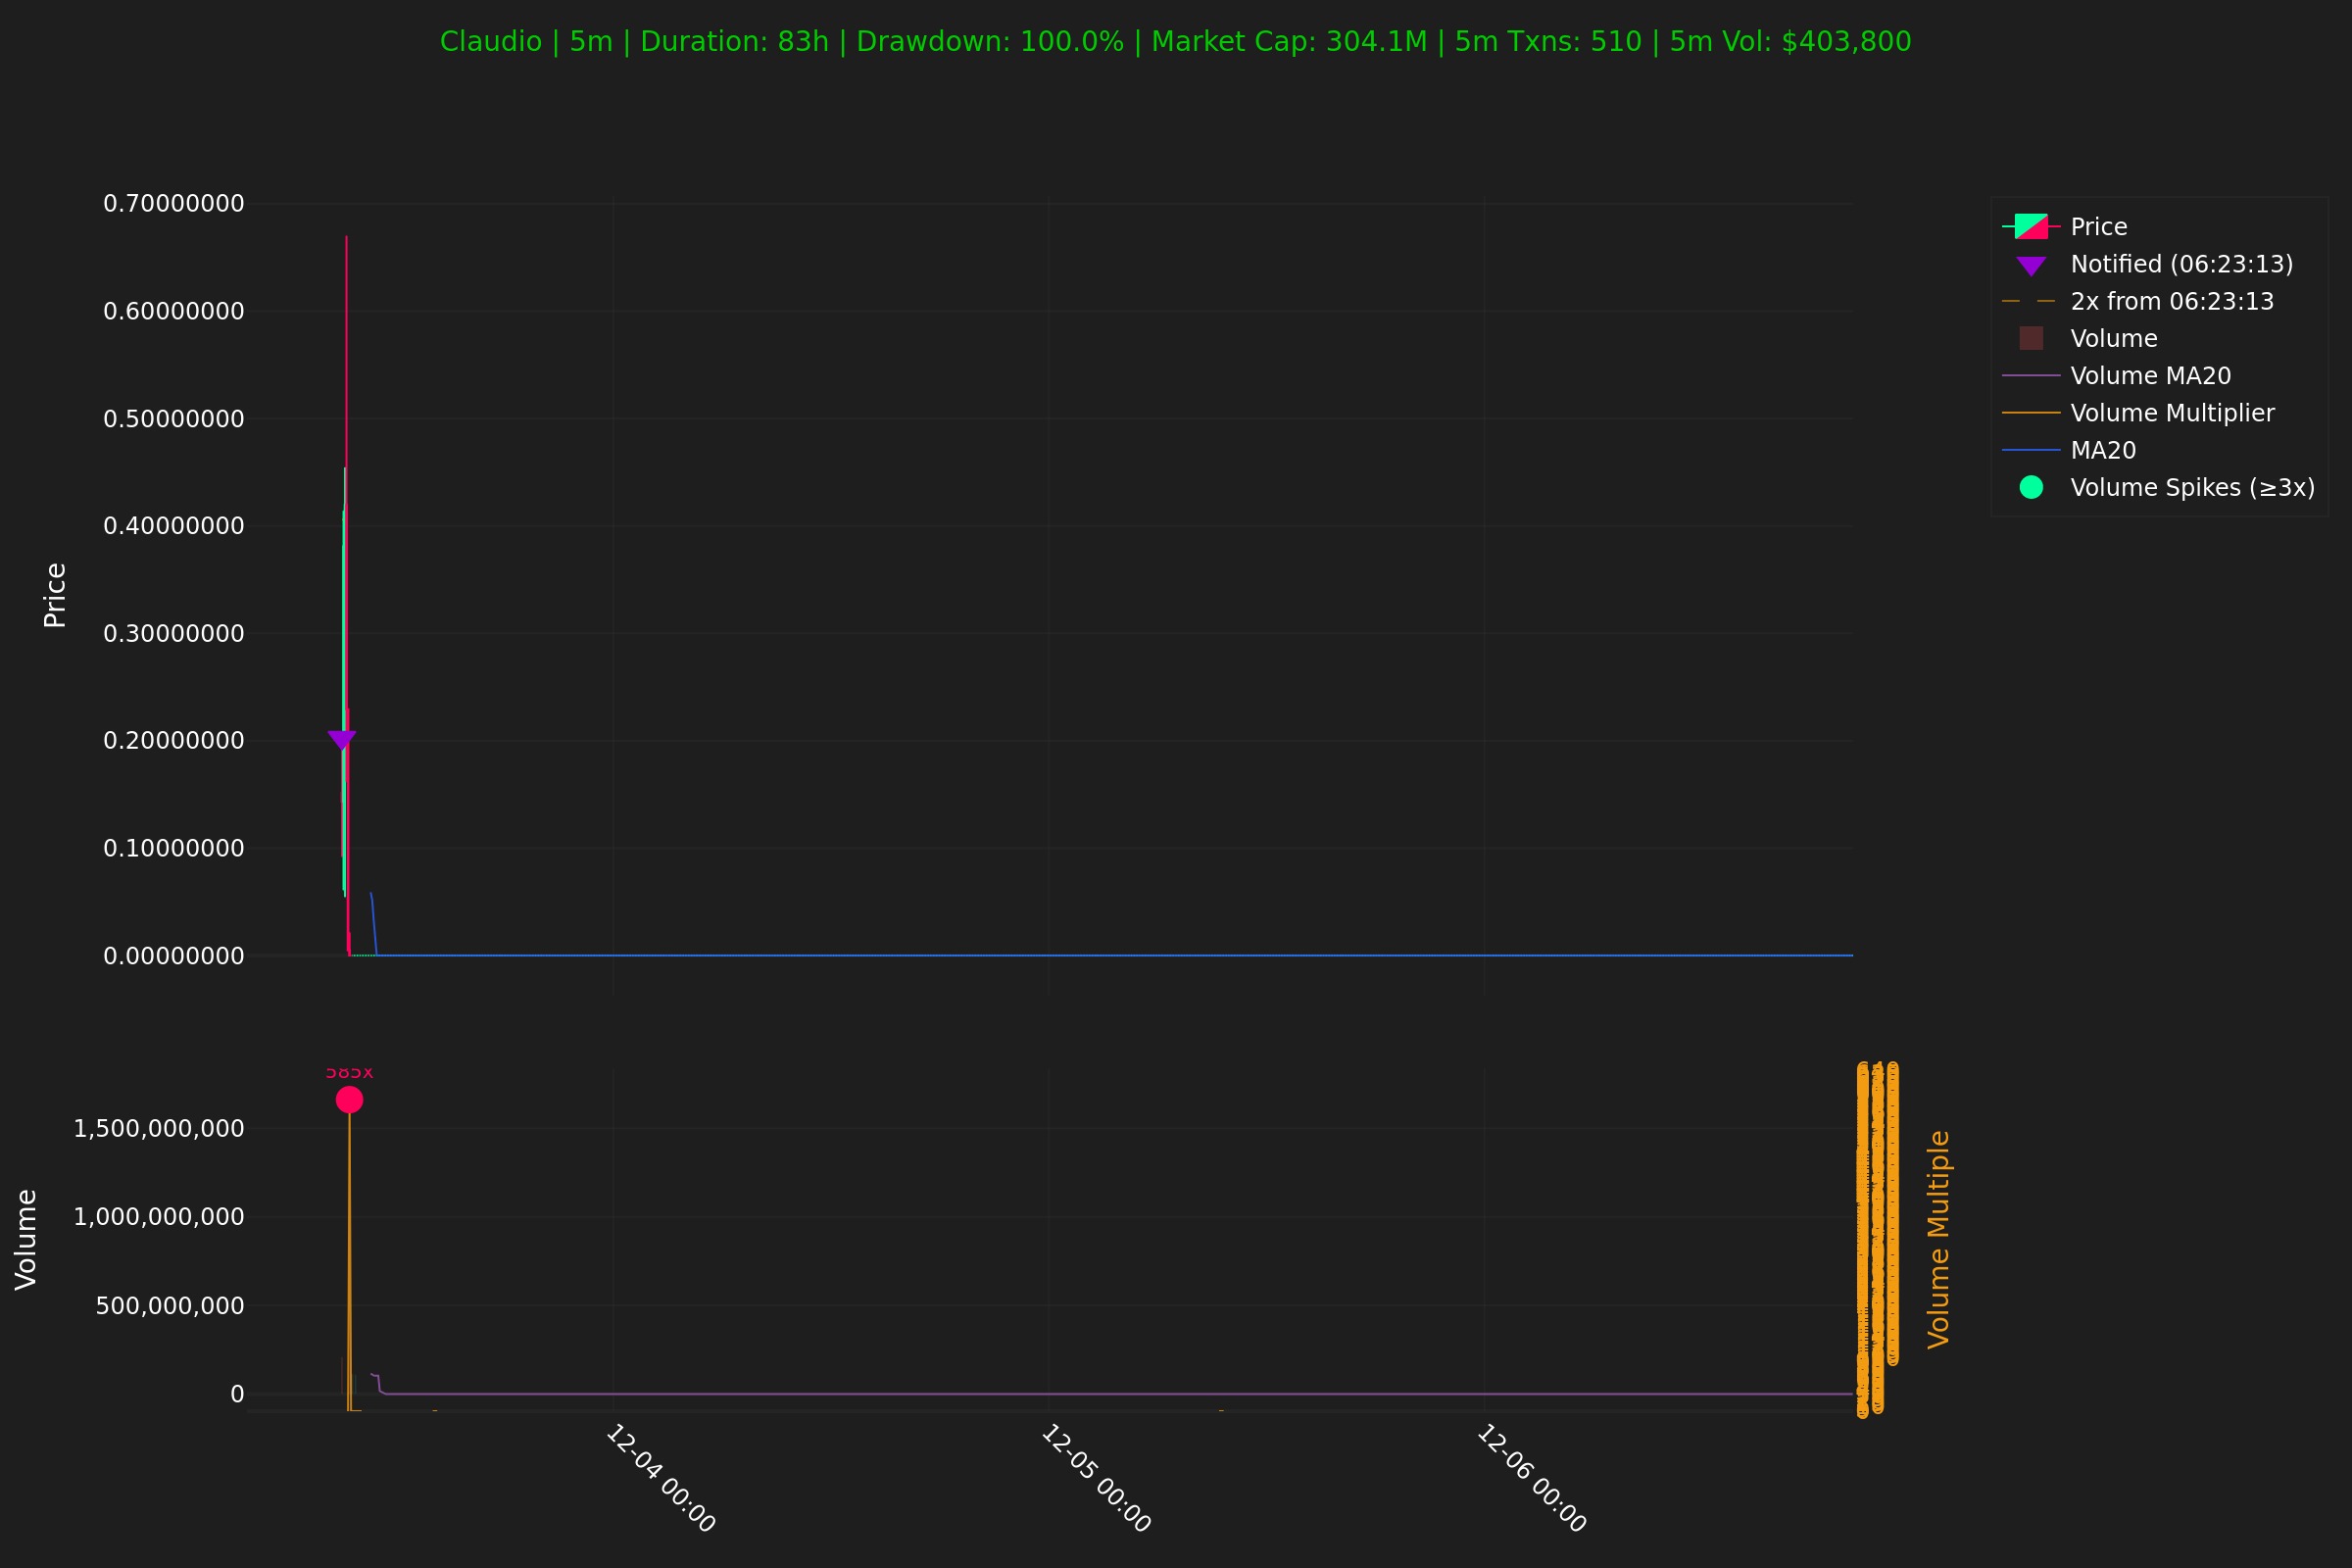 Claudio | 5m | Duration: 83h | Drawdown: 100.0% | Market Cap: 304.1M | 5m Txns: 510 | 5m Vol: $403,800
0.70000000
0.60000000
0.50000000
0.40000000
0.30000000
0.20000000
0.10000000
0.00000000
Price
Price
Notified (06:23:13)
2x from 06:23:13
Volume
Volume MA20
Volume Multiplier
MA20
Volume Spikes (≥3x)
585x
1,500,000,000
1,000,000,000
500,000,000
0
Volume
Volume Multiple
12-04 00:00
12-05 00:00
12-06 00:00